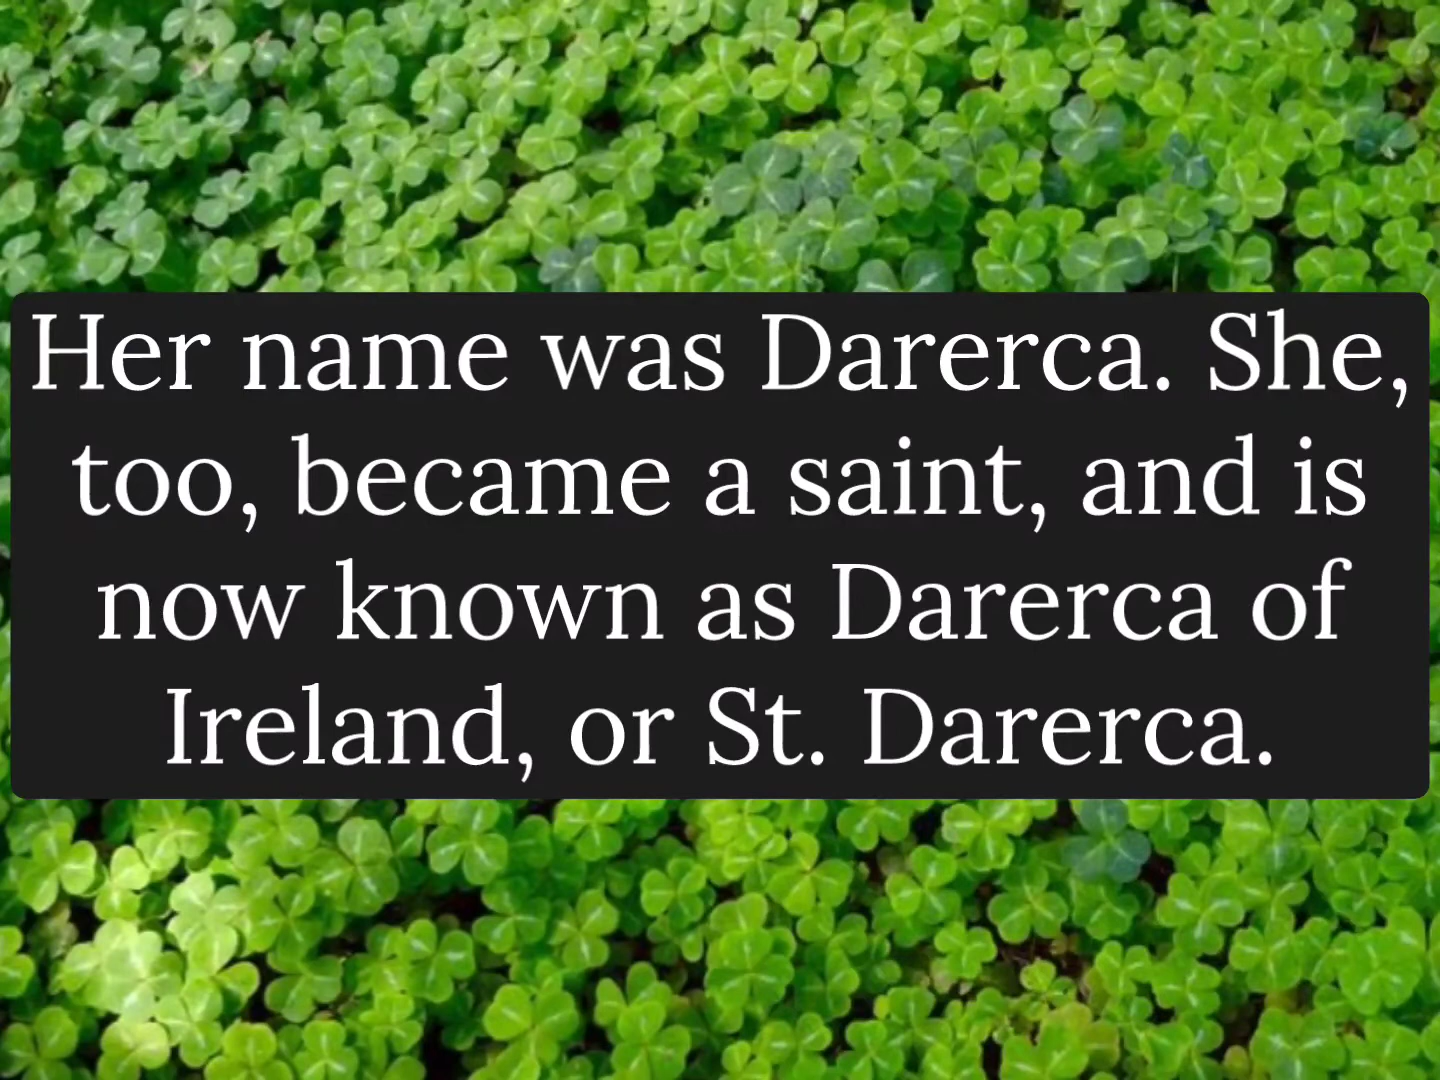 Her name was Darerca. She,
too, became a saint, and is
now known as Darerca of
Ireland, or St. Darerca.